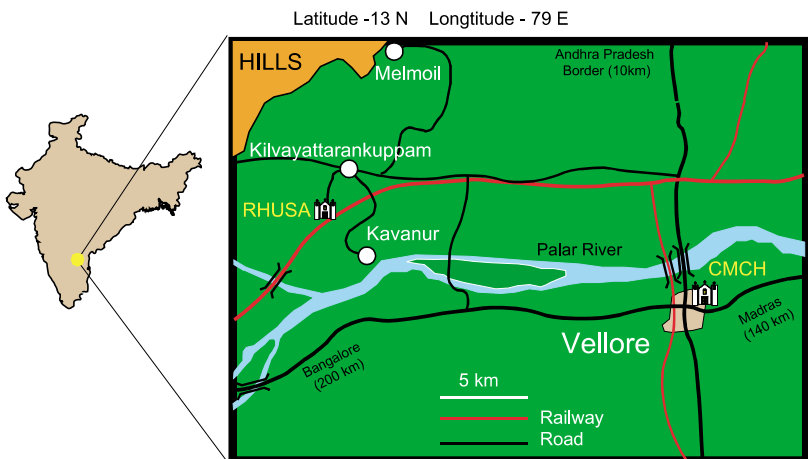 Latitude -13 N    Longtitude - 79 E
HILLS
Melmoil
Andhra Pradesh
Border (10km)
Kilvayattarankuppam
RHUSA
Kavanur
Palar River
CMCH
Vellore
Madras
(140 km)
Bangalore
(200 km)
5 km
Railway
Road